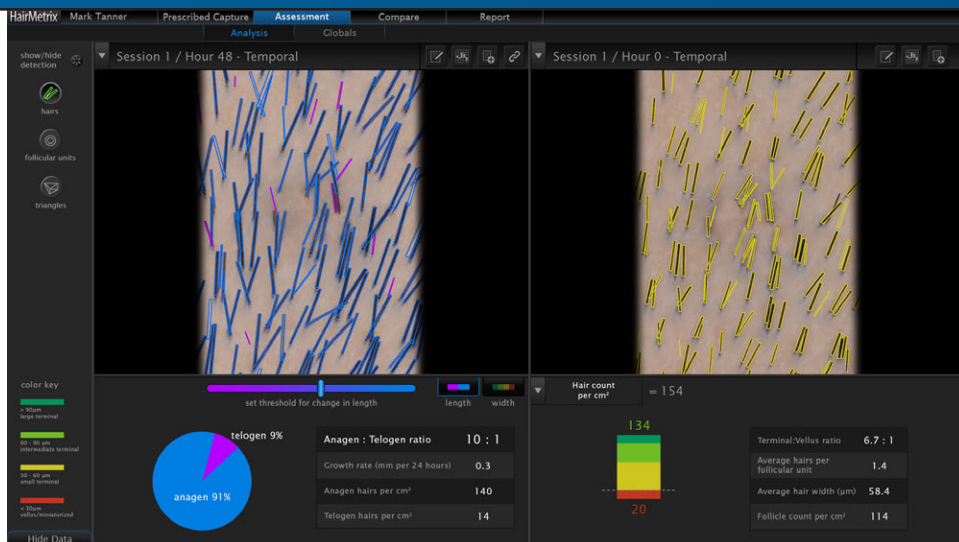 HairMetrix Mark Tanner Prescribed Capture Assessment Compare Report
Analysis Globals
show/hide
detection
hairs
follicular units
triangles
Session 1 / Hour 48 - Temporal
Session 1 / Hour 0 - Temporal
color key
> 90µm
large terminal
60 - 90 µm
intermediate terminal
30 - 60 µm
small terminal
< 30µm
vellus/miniaturized
Hide Data
set threshold for change in length
length width
telogen 9%
anagen 91%
Anagen : Telogen ratio 10 : 1
Growth rate (mm per 24 hours) 0.3
Anagen hairs per cm² 140
Telogen hairs per cm² 14
Hair count
per cm² = 154
134
20
Terminal:Vellus ratio 6.7 : 1
Average hairs per
follicular unit 1.4
Average hair width (µm) 58.4
Follicle count per cm² 114